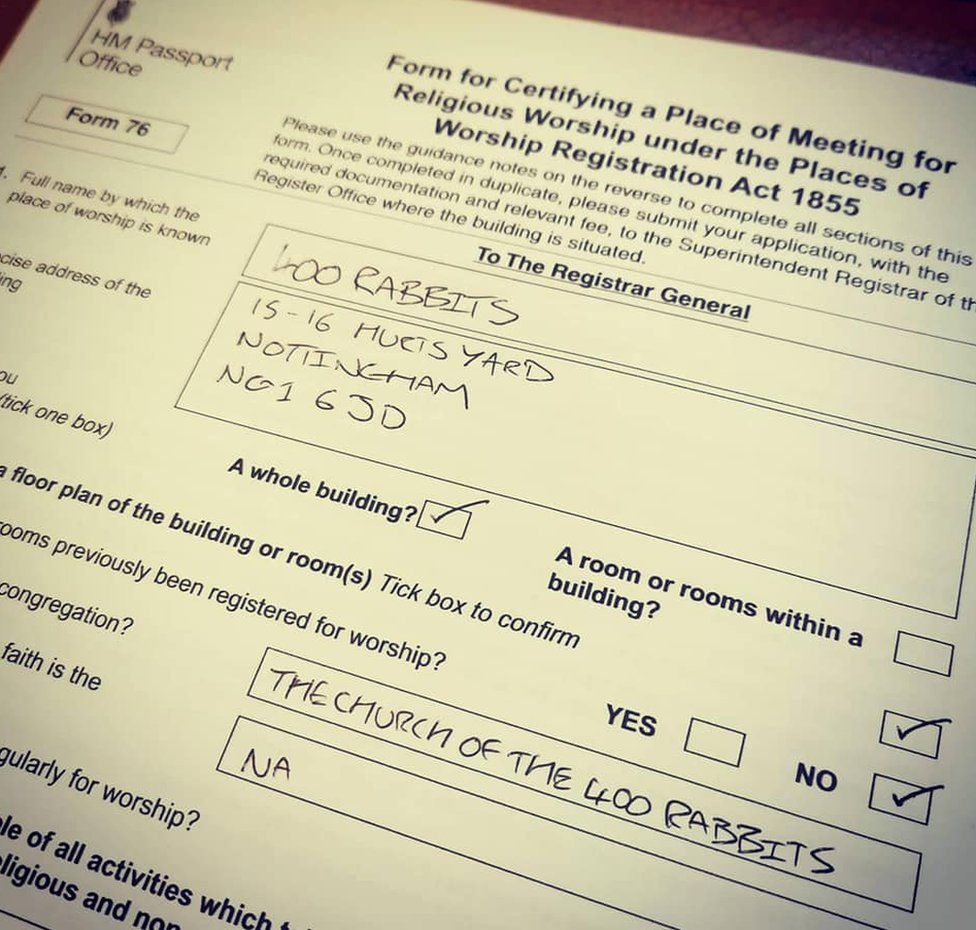 HM Passport
Office
Form for Certifying a Place of Meeting for
Religious Worship under the Places of
Worship Registration Act 1855
Form 76
Please use the guidance notes on the reverse to complete all sections of this
form. Once completed in duplicate, please submit your application, with the
required documentation and relevant fee, to the Superintendent Registrar of th
Register Office where the building is situated.
To The Registrar General
1. Full name by which the
place of worship is known
400 RABBITS
cise address of the
ing
15-16 HURTS YARD
NOTTINGHAM
NG1 6JD
ou
(tick one box)
A whole building?
A room or rooms within a
building?
a floor plan of the building or room(s) Tick box to confirm
ooms previously been registered for worship?
YES
NO
congregation?
THE CHURCH OF THE 400 RABBITS
faith is the
NA
gularly for worship?
le of all activities which
ligious and non